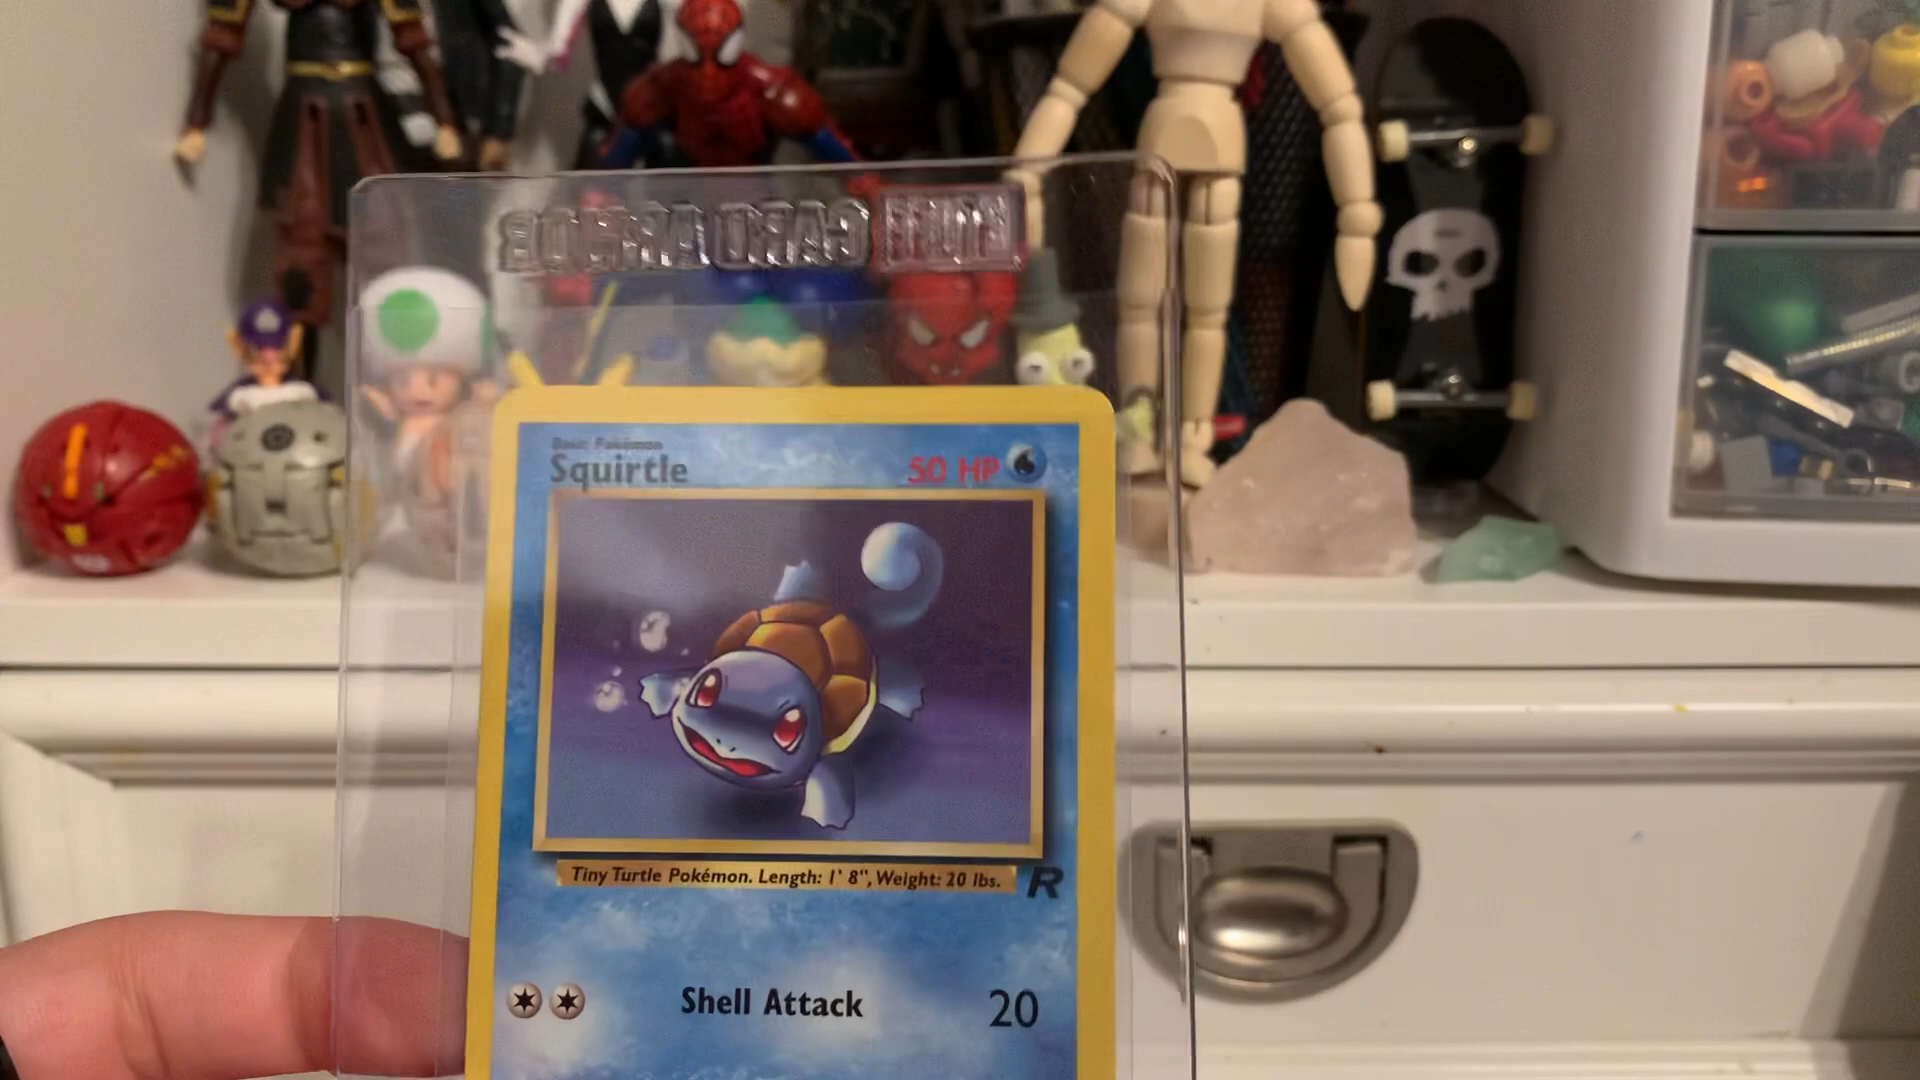 Basic Pokémon
Squirtle
50 HP
Tiny Turtle Pokémon. Length: 1' 8", Weight: 20 lbs.
R
Shell Attack
20